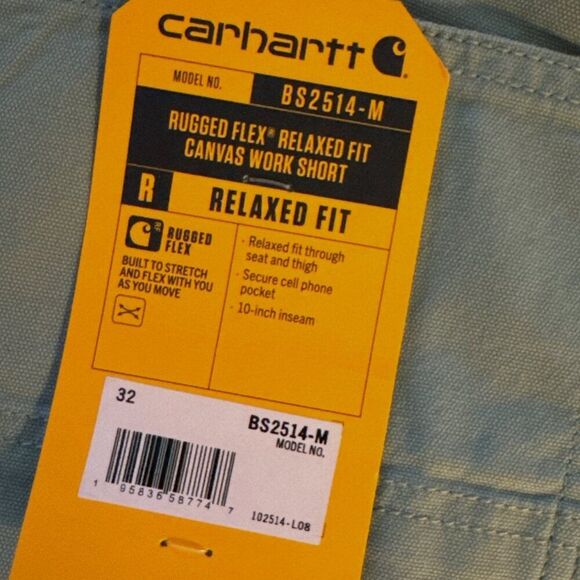 carhartt
MODEL NO.
BS2514-M
RUGGED FLEX® RELAXED FIT
CANVAS WORK SHORT
R
RELAXED FIT
RUGGED
FLEX
BUILT TO STRETCH
AND FLEX WITH YOU
AS YOU MOVE
· Relaxed fit through
seat and thigh
· Secure cell phone
pocket
· 10-inch inseam
32
BS2514-M
MODEL NO.
1 95836 58774 7
102514-L08